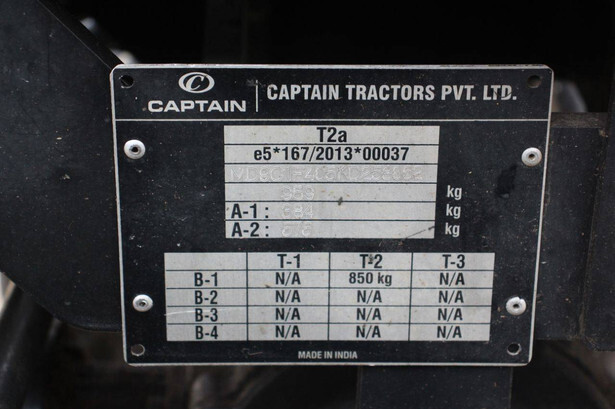 CAPTAIN
CAPTAIN TRACTORS PVT. LTD.
T2a
e5*167/2013*00037
kg
A-1: kg
A-2: kg
T-1 T-2 T-3
B-1 N/A 850 kg N/A
B-2 N/A N/A N/A
B-3 N/A N/A N/A
B-4 N/A N/A N/A
MADE IN INDIA